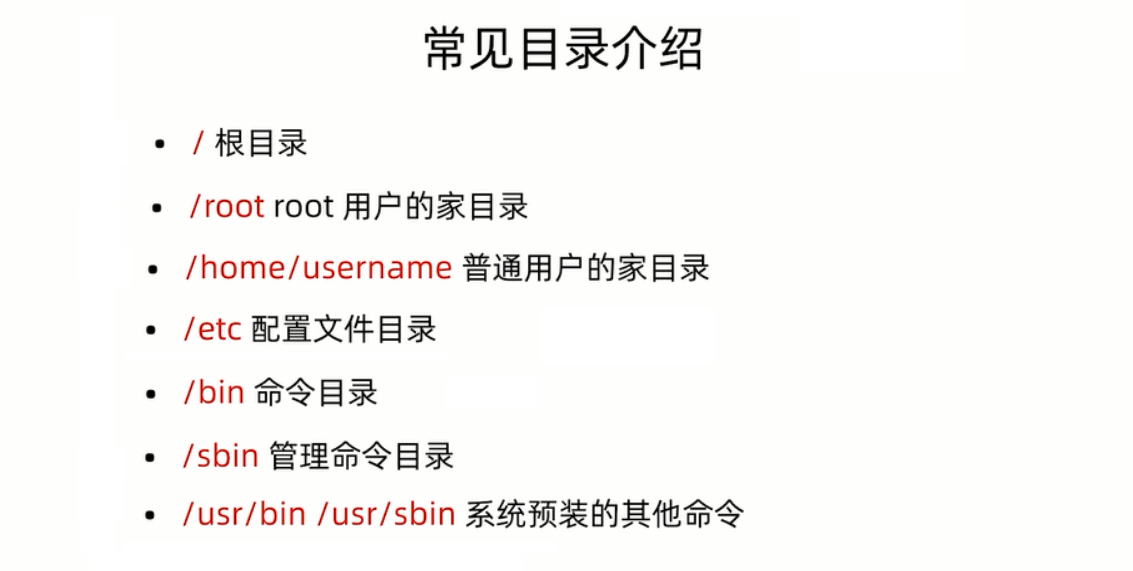 常见目录介绍
• / 根目录
• /root root 用户的家目录
• /home/username 普通用户的家目录
• /etc 配置文件目录
• /bin 命令目录
• /sbin 管理命令目录
• /usr/bin /usr/sbin 系统预装的其他命令